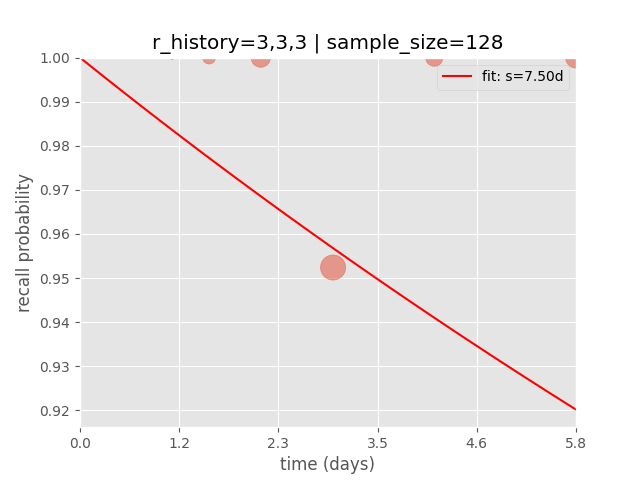 r_history=3,3,3 | sample_size=128
fit: s=7.50d
recall probability
1.00
0.99
0.98
0.97
0.96
0.95
0.94
0.93
0.92
0.0 1.2 2.3 3.5 4.6 5.8
time (days)